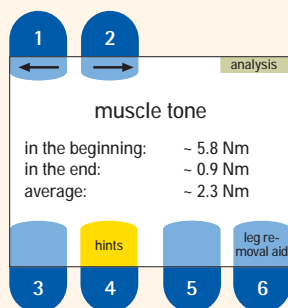 1 2
analysis
muscle tone
in the beginning: ~ 5.8 Nm
in the end: ~ 0.9 Nm
average: ~ 2.3 Nm
hints
leg re-
moval aid
3 4 5 6